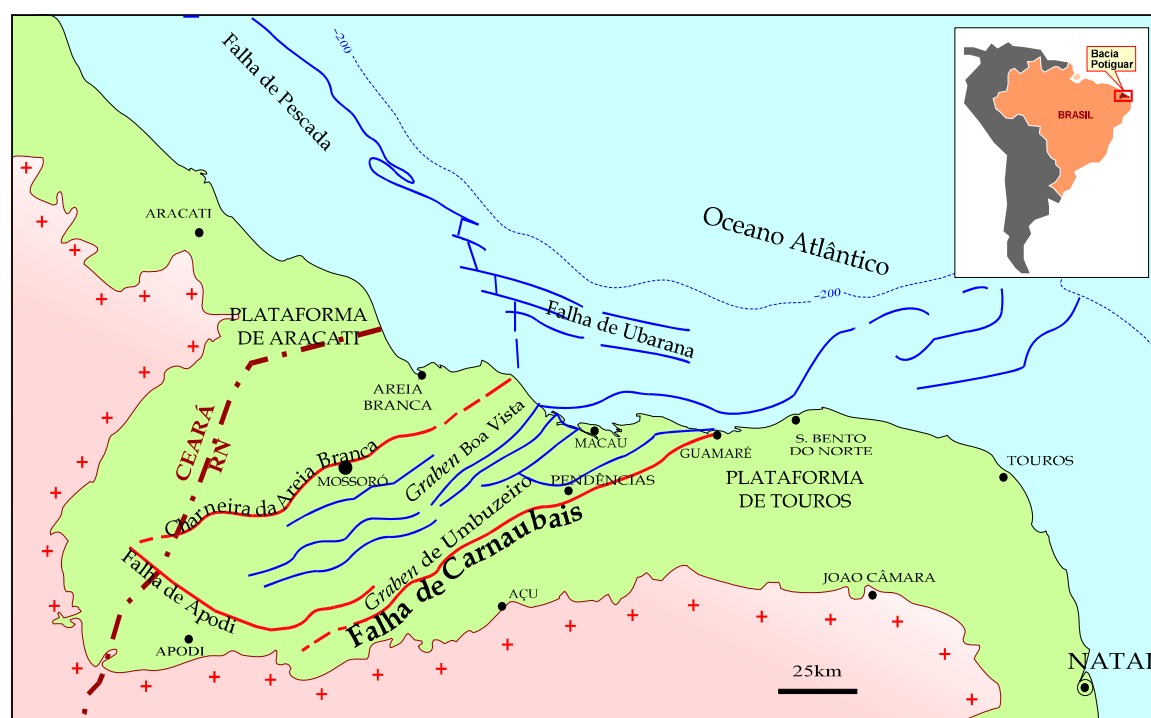 Falha de Pescada
-200
Bacia
Potiguar
BRASIL
ARACATI
Oceano Atlântico
-200
PLATAFORMA
DE ARACATI
Falha de Ubarana
CEARÁ
RN
AREIA
BRANCA
Graben Boa Vista
MACAU
GUAMARÉ
S. BENTO
DO NORTE
TOUROS
Charneira da Areia Branca
MOSSORÓ
PENDÊNCIAS
PLATAFORMA
DE TOUROS
Graben de Umbuzeiro
Falha de Carnaubais
Falha de Apodi
APODI
AÇU
JOAO CÂMARA
NATAL
25km